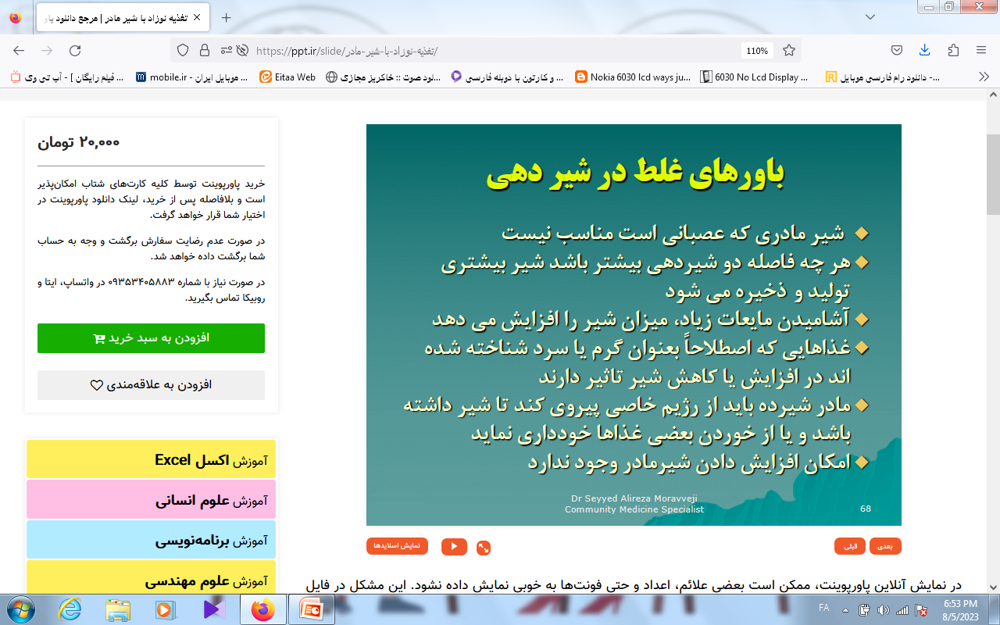 تغذیه نوزاد با شیر مادر | مرجع دانلود پاو
https://ppt.ir/slide/تغذیه-نوزاد-با-شیر-مادر/
110%
فیلم رایگان ] - آپ تی وی ...
mobile.ir - موبایل ایران ...
Eitaa Web
لود صوت :: خاکریز مجازی...
و کارتون با دوبله فارسی ...
Nokia 6030 lcd ways ju...
6030 No Lcd Display ...
دانلود رام فارسی موبایل -...
۲۰,۰۰۰ تومان
خرید پاورپوینت توسط کلیه کارت‌های شتاب امکان‌پذیر
است و بلافاصله پس از خرید، لینک دانلود پاورپوینت در
اختیار شما قرار خواهد گرفت.
در صورت عدم رضایت سفارش برگشت و وجه به حساب
شما برگشت داده خواهد شد.
در صورت نیاز با شماره ۰۹۳۵۳۴۰۵۸۸۳ در واتساپ، ایتا و
روبیکا تماس بگیرید.
افزودن به سبد خرید
افزودن به علاقه‌مندی
آموزش اکسل Excel
آموزش علوم انسانی
آموزش برنامه‌نویسی
آموزش علوم مهندسی
باورهای غلط در شیر دهی
شیر مادری که عصبانی است مناسب نیست
هر چه فاصله دو شیردهی بیشتر باشد شیر بیشتری
تولید و ذخیره می شود
آشامیدن مایعات زیاد، میزان شیر را افزایش می دهد
غذاهایی که اصطلاحاً بعنوان گرم یا سرد شناخته شده
اند در افزایش یا کاهش شیر تاثیر دارند
مادر شیرده باید از رژیم خاصی پیروی کند تا شیر داشته
باشد و یا از خوردن بعضی غذاها خودداری نماید
امکان افزایش دادن شیرمادر وجود ندارد
Dr Seyyed Alireza Moravveji
Community Medicine Specialist
68
نمایش اسلایدها
قبلی
بعدی
در نمایش آنلاین پاورپوینت، ممکن است بعضی علائم، اعداد و حتی فونت‌ها به خوبی نمایش داده نشود. این مشکل در فایل
FA
6:53 PM
8/5/2023